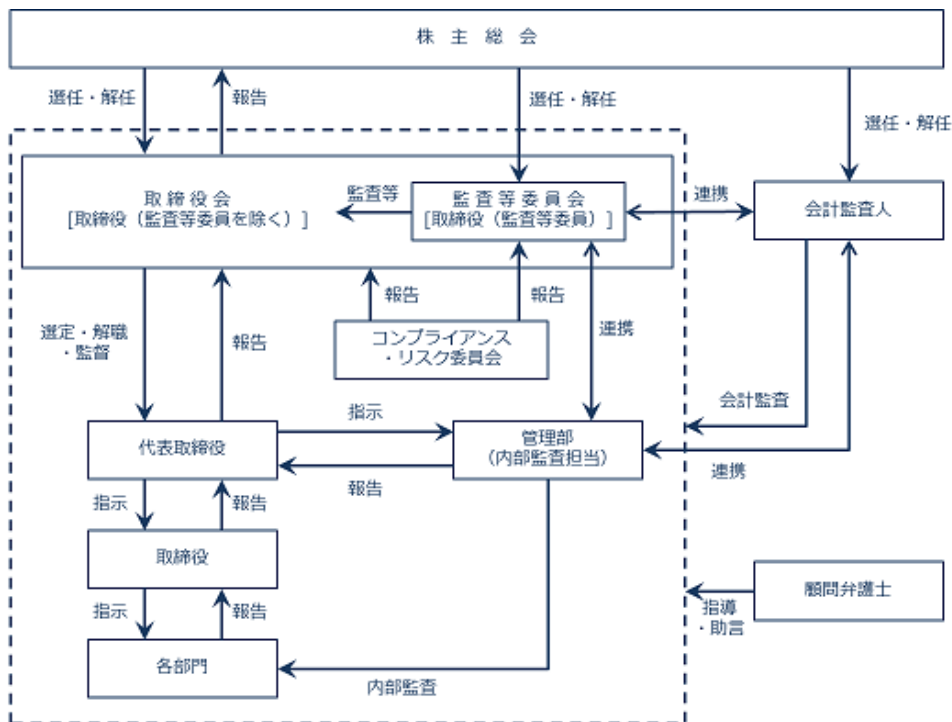 株 主 総 会
選任・解任
報告
選任・解任
選任・解任
取 締 役 会
[取締役（監査等委員を除く）]
監査等
監 査 等 委 員 会
[取締役（監査等委員）]
連携
会計監査人
報告
報告
選定・解職
・監督
報告
コンプライアンス
・リスク委員会
連携
会計監査
代表取締役
指示
管理部
（内部監査担当）
報告
連携
指示
報告
取締役
顧問弁護士
指導
・助言
指示
報告
各部門
内部監査